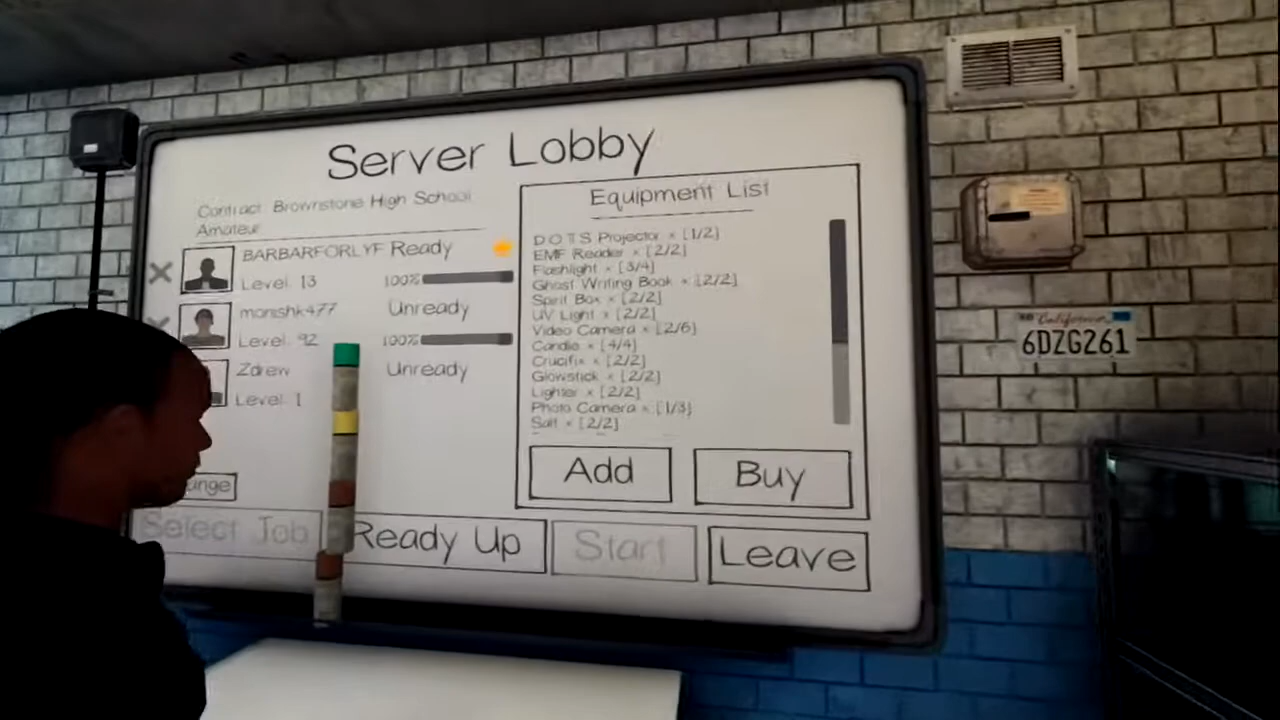 Server Lobby
Contract: Brownstone High School
Amateur
BARBARFORLYF Ready
Level: 13
100%
manishk477
Unready
Level: 92
100%
Zdrew
Unready
Level: 1
Select Job
Ready Up
Start
Leave
Equipment List
D.O.T.S Projector x [1/2]
EMF Reader x [2/2]
Flashlight x [3/4]
Ghost Writing Book x [2/2]
Spirit Box x [2/2]
UV Light x [2/2]
Video Camera x [2/6]
Candle x [4/4]
Crucifix x [2/2]
Glowstick x [2/2]
Lighter x [2/2]
Photo Camera x [1/3]
Salt x [2/2]
Add
Buy
California
6DZG261